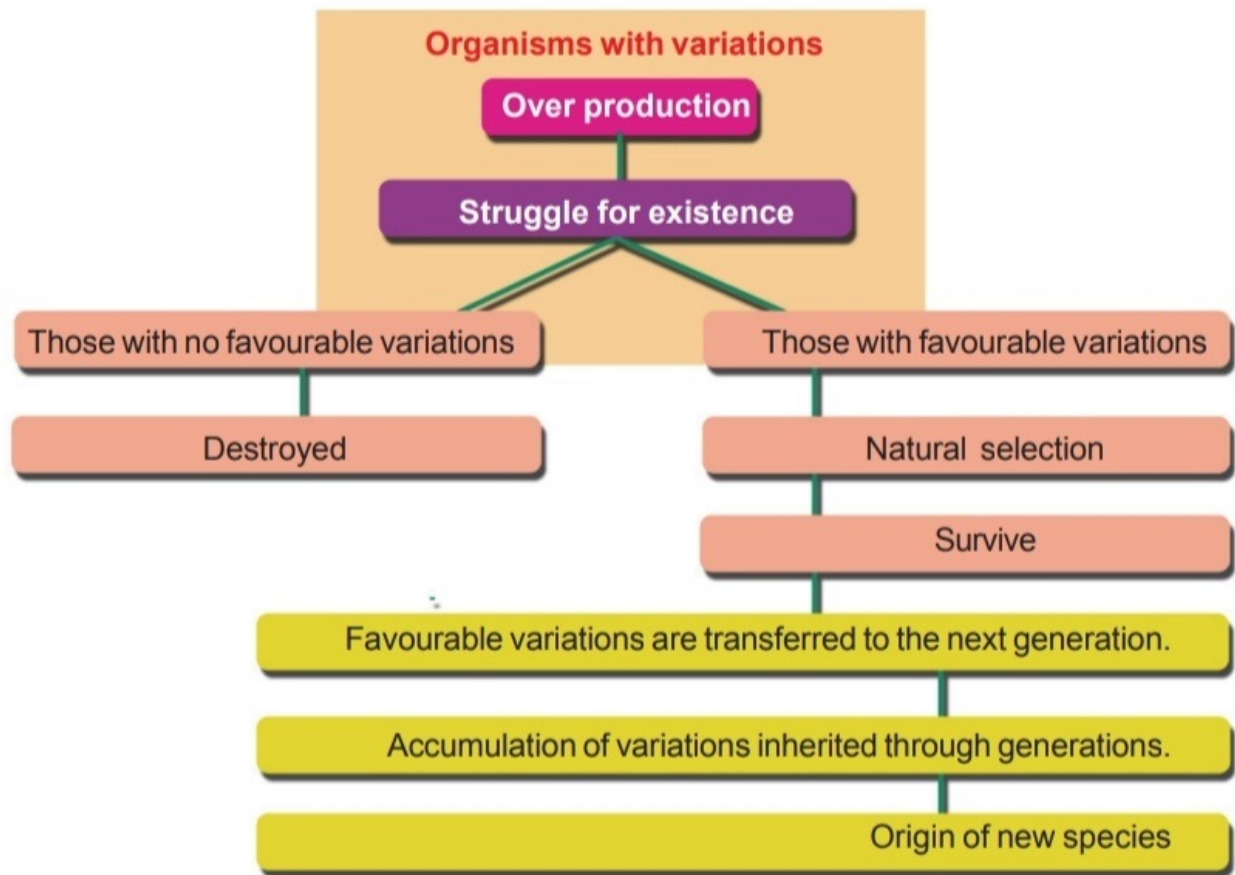 Organisms with variations
Over production
Struggle for existence
Those with no favourable variations
Those with favourable variations
Destroyed
Natural selection
Survive
Favourable variations are transferred to the next generation.
Accumulation of variations inherited through generations.
Origin of new species